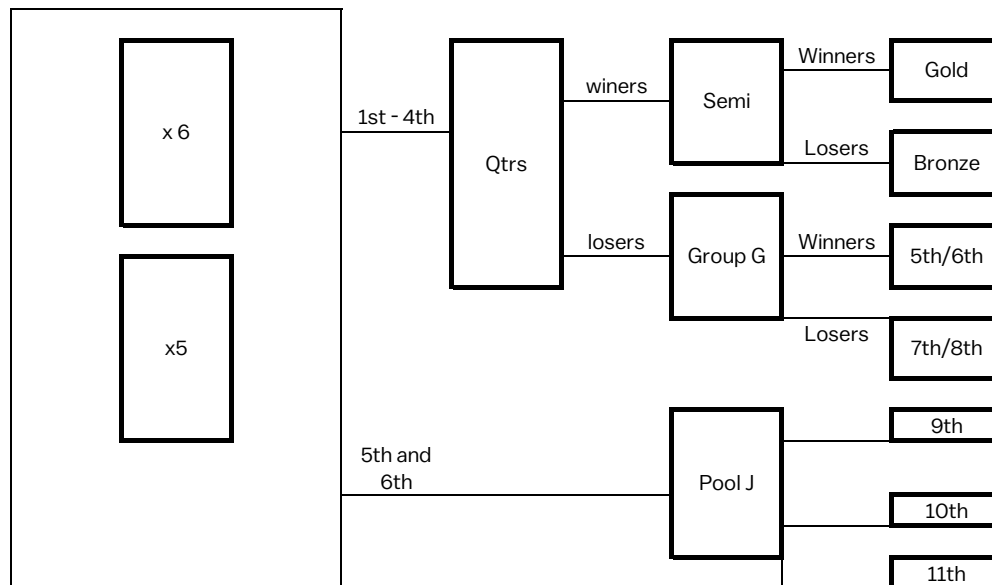 x 6
x5
1st - 4th
5th and
6th
Qtrs
winers
losers
Semi
Group G
Pool J
Winners
Losers
Winners
Losers
Gold
Bronze
5th/6th
7th/8th
9th
10th
11th